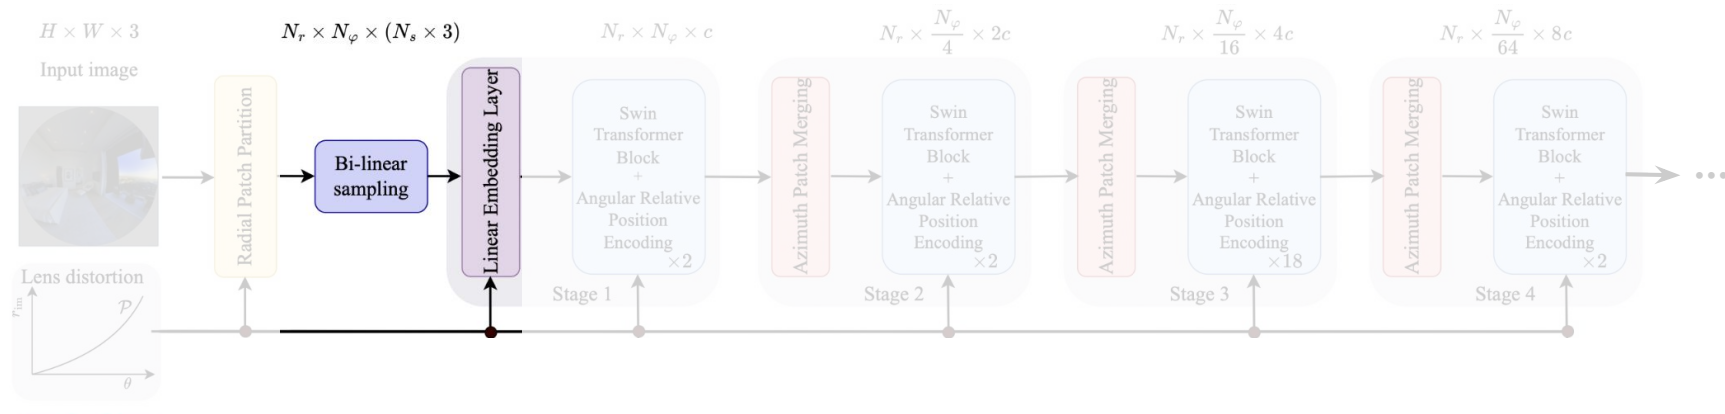 H × W × 3
Input image
Lens distortion
r_im
𝒫
θ
Radial Patch Partition
N_r × N_φ × (N_s × 3)
Bi-linear
sampling
Linear Embedding Layer
N_r × N_φ × c
Swin
Transformer
Block
+
Angular Relative
Position
Encoding
×2
Stage 1
N_r × N_φ/4 × 2c
Azimuth Patch Merging
Swin
Transformer
Block
+
Angular Relative
Position
Encoding
×2
Stage 2
N_r × N_φ/16 × 4c
Azimuth Patch Merging
Swin
Transformer
Block
+
Angular Relative
Position
Encoding
×18
Stage 3
N_r × N_φ/64 × 8c
Azimuth Patch Merging
Swin
Transformer
Block
+
Angular Relative
Position
Encoding
×2
Stage 4